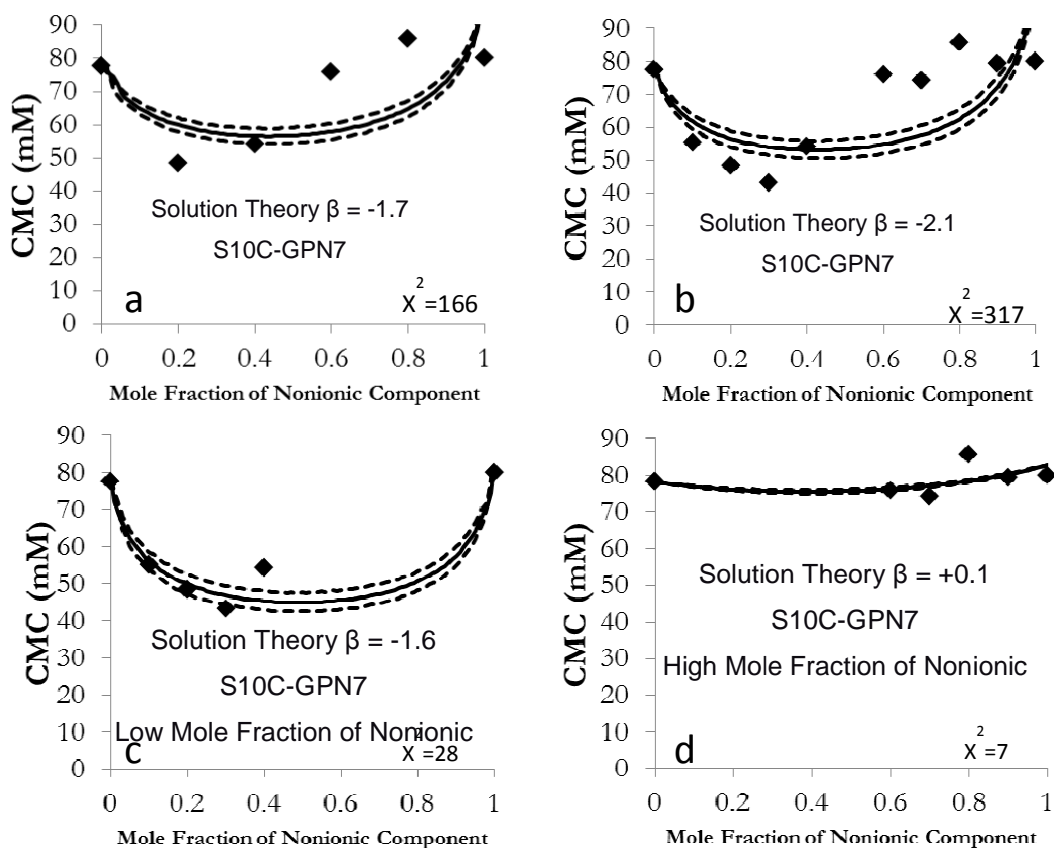 90
80
70
60
50
40
30
20
10
0
CMC (mM)
Solution Theory β = -1.7
S10C-GPN7
a
X²=166
0 0.2 0.4 0.6 0.8 1
Mole Fraction of Nonionic Component
90
80
70
60
50
40
30
20
10
0
CMC (mM)
Solution Theory β = -2.1
S10C-GPN7
b
X²=317
0 0.2 0.4 0.6 0.8 1
Mole Fraction of Nonionic Component
90
80
70
60
50
40
30
20
10
0
CMC (mM)
Solution Theory β = -1.6
S10C-GPN7
Low Mole Fraction of Nonionic
c
X²=28
0 0.2 0.4 0.6 0.8 1
Mole Fraction of Nonionic Component
90
80
70
60
50
40
30
20
10
0
CMC (mM)
Solution Theory β = +0.1
S10C-GPN7
High Mole Fraction of Nonionic
d
X²=7
0 0.2 0.4 0.6 0.8 1
Mole Fraction of Nonionic Component